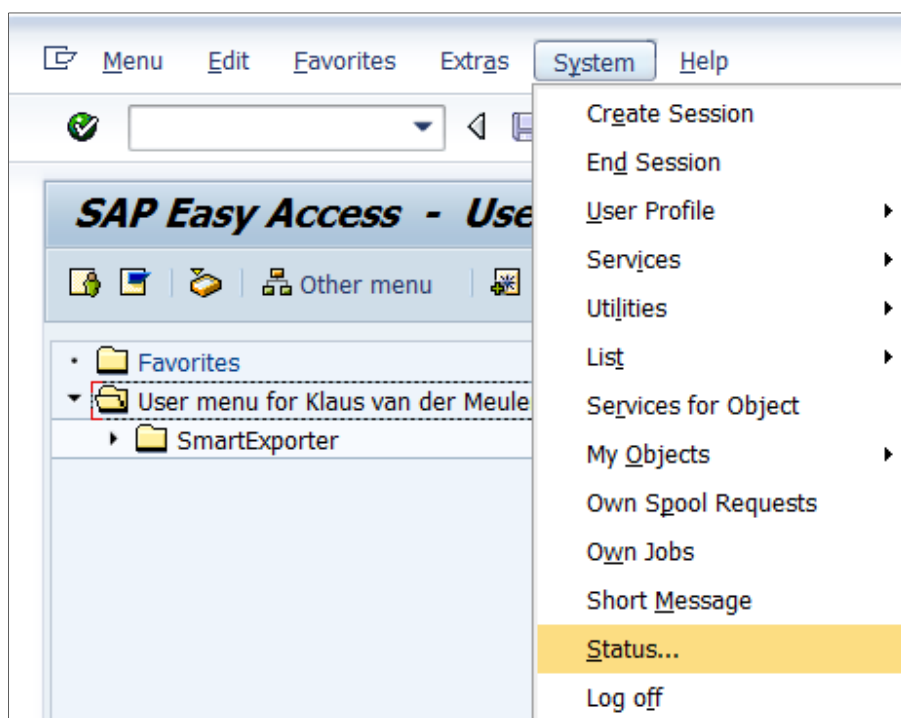 Menu Edit Favorites Extras System Help
Create Session
End Session
SAP Easy Access - Use
User Profile
Services
Other menu
Utilities
Favorites
List
User menu for Klaus van der Meule
Services for Object
SmartExporter
My Objects
Own Spool Requests
Own Jobs
Short Message
Status...
Log off